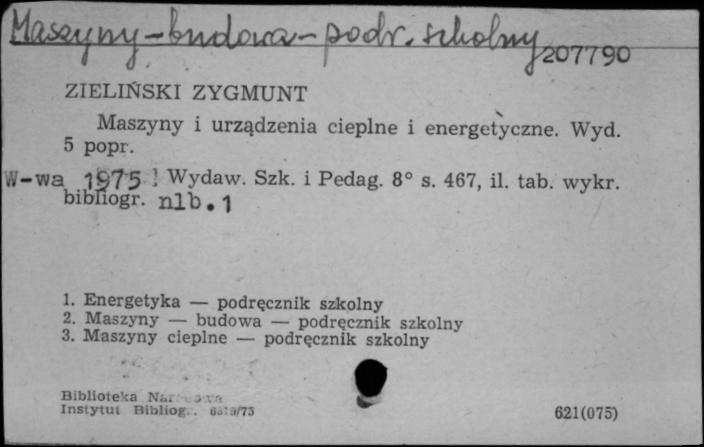 Maszyny – budowa – podr. szkolny
207790
ZIELIŃSKI ZYGMUNT
Maszyny i urządzenia cieplne i energetyczne. Wyd.
5 popr.
W-wa 1975 ! Wydaw. Szk. i Pedag. 8° s. 467, il. tab. wykr.
bibliogr. nlb. 1
1. Energetyka — podręcznik szkolny
2. Maszyny — budowa — podręcznik szkolny
3. Maszyny cieplne — podręcznik szkolny
Biblioteka
Instytut Bibliog.
621(075)